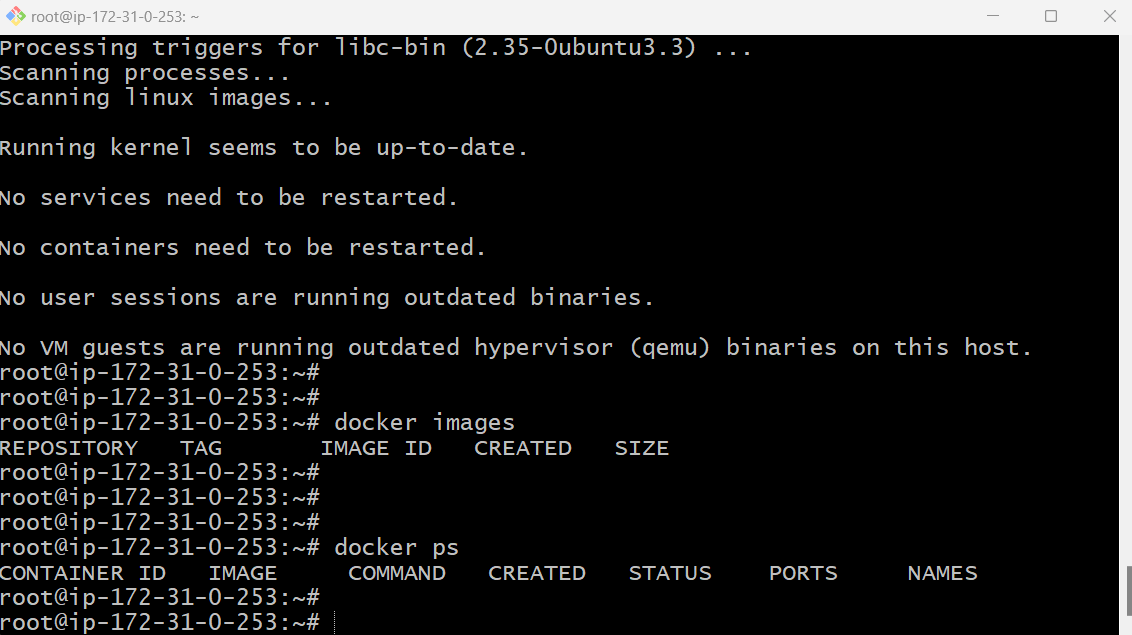 root@ip-172-31-0-253: ~
Processing triggers for libc-bin (2.35-0ubuntu3.3) ...
Scanning processes...
Scanning linux images...
Running kernel seems to be up-to-date.
No services need to be restarted.
No containers need to be restarted.
No user sessions are running outdated binaries.
No VM guests are running outdated hypervisor (qemu) binaries on this host.
root@ip-172-31-0-253:~#
root@ip-172-31-0-253:~#
root@ip-172-31-0-253:~# docker images
REPOSITORY   TAG       IMAGE ID   CREATED   SIZE
root@ip-172-31-0-253:~#
root@ip-172-31-0-253:~#
root@ip-172-31-0-253:~#
root@ip-172-31-0-253:~# docker ps
CONTAINER ID   IMAGE     COMMAND   CREATED   STATUS    PORTS     NAMES
root@ip-172-31-0-253:~#
root@ip-172-31-0-253:~#